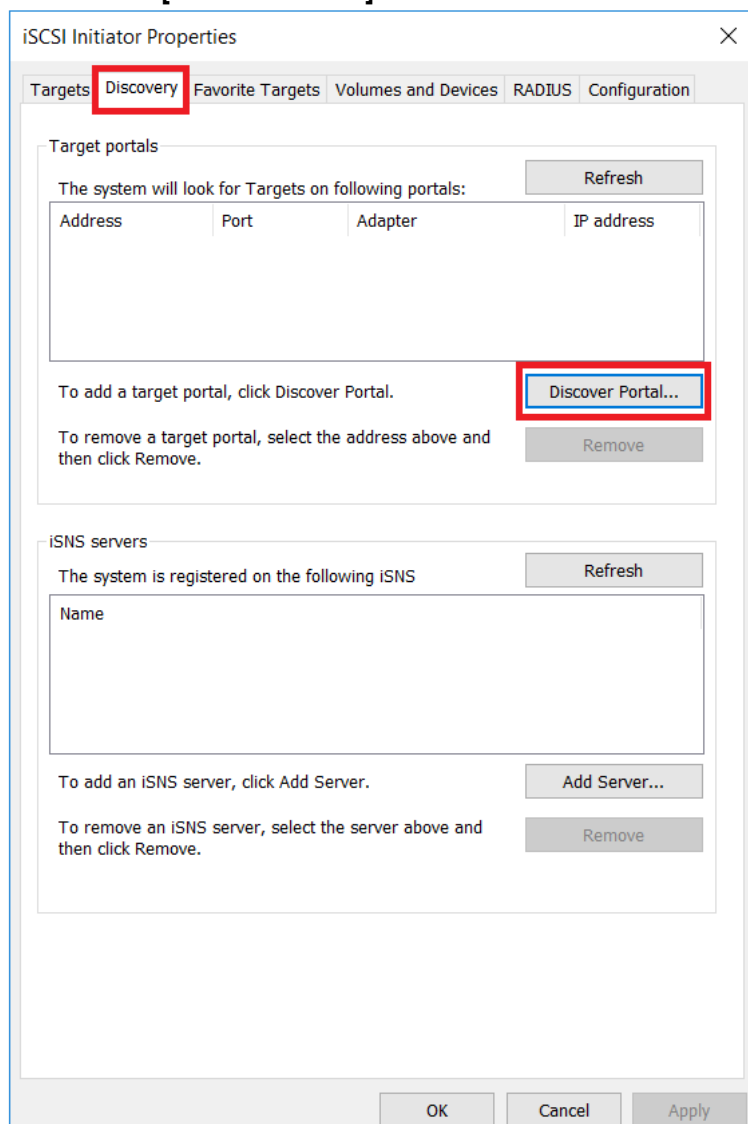 iSCSI Initiator Properties
Targets Discovery Favorite Targets Volumes and Devices RADIUS Configuration
Target portals
The system will look for Targets on following portals:
Refresh
Address Port Adapter IP address
To add a target portal, click Discover Portal.
Discover Portal...
To remove a target portal, select the address above and
then click Remove.
Remove
iSNS servers
The system is registered on the following iSNS
Refresh
Name
To add an iSNS server, click Add Server.
Add Server...
To remove an iSNS server, select the server above and
then click Remove.
Remove
OK Cancel Apply